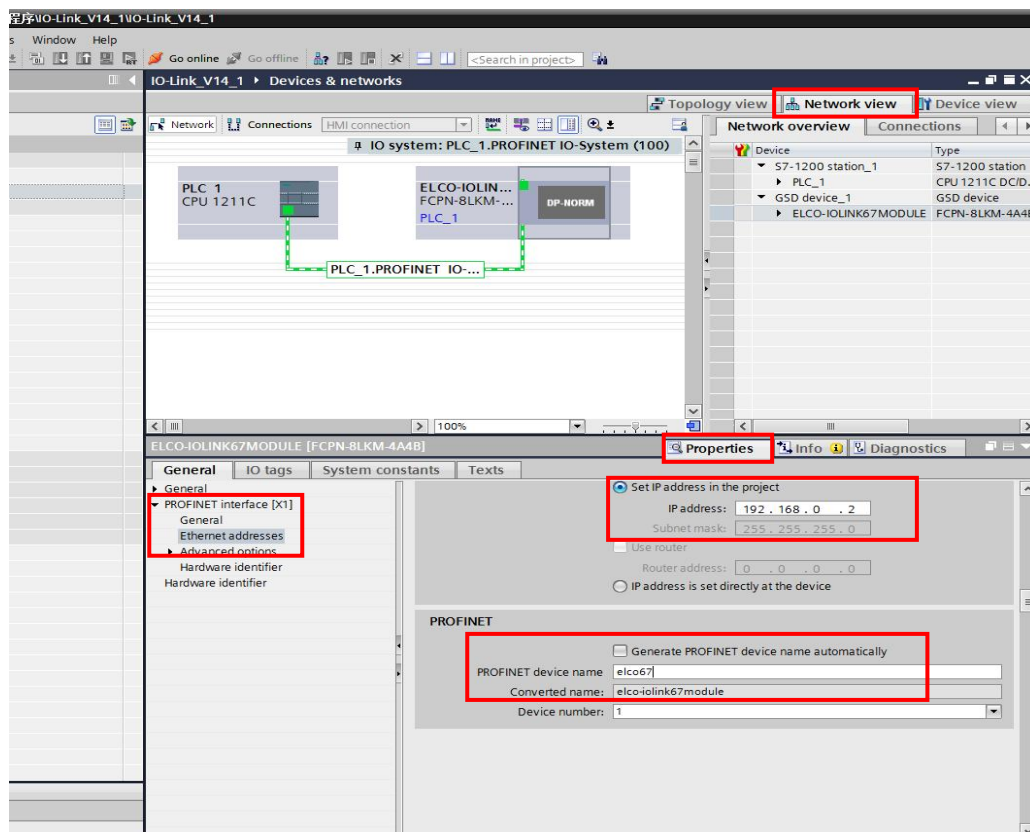 程序\IO-Link_V14_1\IO-Link_V14_1
s Window Help
Go online Go offline <Search in project>
IO-Link_V14_1 Devices & networks
Topology view Network view Device view
Network Connections HMI connection
Network overview Connections
IO system: PLC_1.PROFINET IO-System (100)
Device Type
S7-1200 station_1 S7-1200 station
PLC_1 CPU 1211C DC/D.
GSD device_1 GSD device
ELCO-IOLINK67MODULE FCPN-8LKM-4A4B
PLC 1
CPU 1211C
ELCO-IOLIN...
FCPN-8LKM-...
DP-NORM
PLC_1
PLC_1.PROFINET IO-...
100%
ELCO-IOLINK67MODULE [FCPN-8LKM-4A4B]
Properties Info Diagnostics
General IO tags System constants Texts
General
PROFINET interface [X1]
General
Ethernet addresses
Advanced options
Hardware identifier
Hardware identifier
Set IP address in the project
IP address: 192 . 168 . 0 . 2
Subnet mask: 255 . 255 . 255 . 0
Use router
Router address: 0 . 0 . 0 . 0
IP address is set directly at the device
PROFINET
Generate PROFINET device name automatically
PROFINET device name elco67
Converted name: elco-iolink67module
Device number: 1